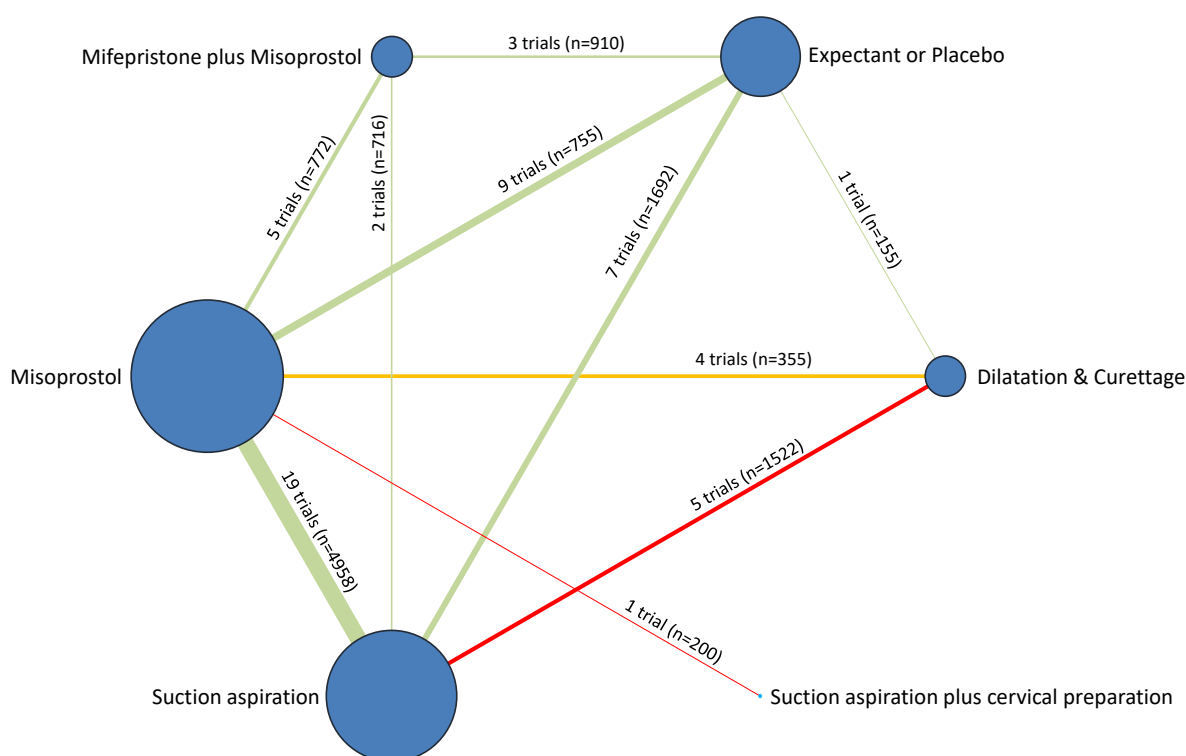 3 trials (n=910)
Mifepristone plus Misoprostol
Expectant or Placebo
5 trials (n=772)
2 trials (n=716)
9 trials (n=755)
7 trials (n=1692)
1 trial (n=155)
4 trials (n=355)
Misoprostol
Dilatation & Curettage
19 trials (n=4958)
5 trials (n=1522)
1 trial (n=200)
Suction aspiration
Suction aspiration plus cervical preparation